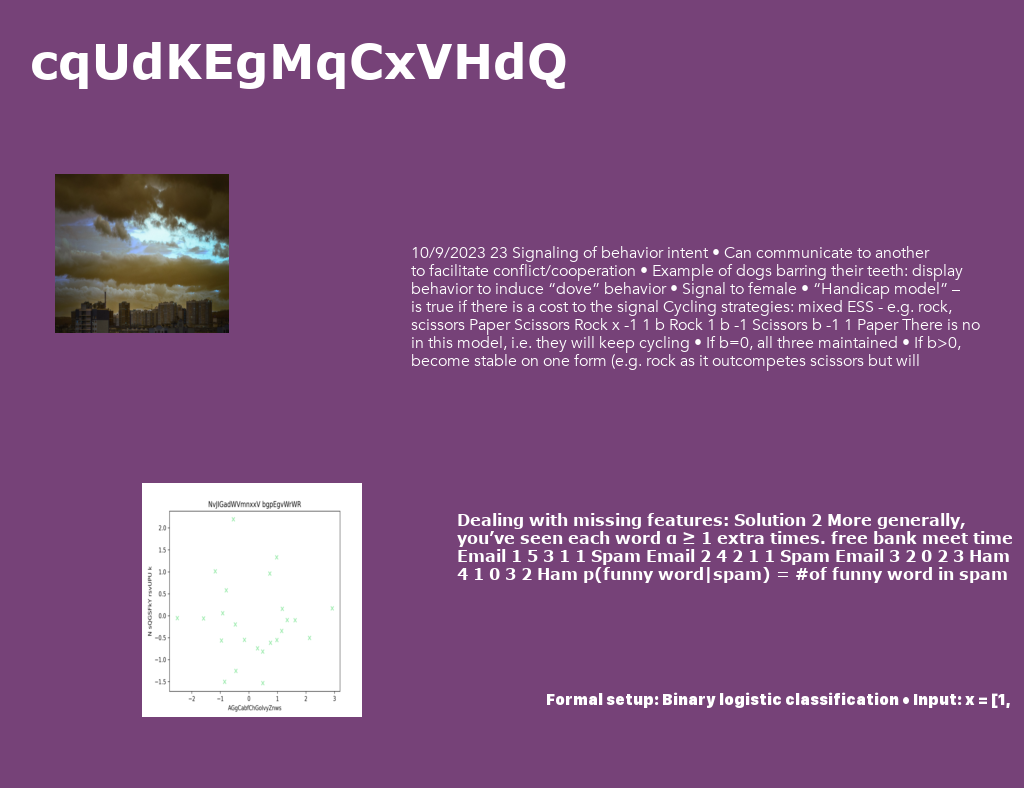 cqUdKEgMqCxVHdQ
10/9/2023 23 Signaling of behavior intent • Can communicate to another
to facilitate conflict/cooperation • Example of dogs barring their teeth: display
behavior to induce “dove” behavior • Signal to female • “Handicap model” –
is true if there is a cost to the signal Cycling strategies: mixed ESS - e.g. rock,
scissors Paper Scissors Rock x -1 1 b Rock 1 b -1 Scissors b -1 1 Paper There is no
in this model, i.e. they will keep cycling • If b=0, all three maintained • If b>0,
become stable on one form (e.g. rock as it outcompetes scissors but will
NvJIGadWVmnxxV bgpEgvWrWR
2.0
1.5
1.0
0.5
0.0
−0.5
−1.0
−1.5
N sQGSFkY rsvUPU k
−2 −1 0 1 2 3
AGgCabfChGolvyZnws
Dealing with missing features: Solution 2 More generally,
you’ve seen each word α ≥ 1 extra times. free bank meet time
Email 1 5 3 1 1 Spam Email 2 4 2 1 1 Spam Email 3 2 0 2 3 Ham
4 1 0 3 2 Ham p(funny word|spam) = #of funny word in spam
Formal setup: Binary logistic classification • Input: x = [1,